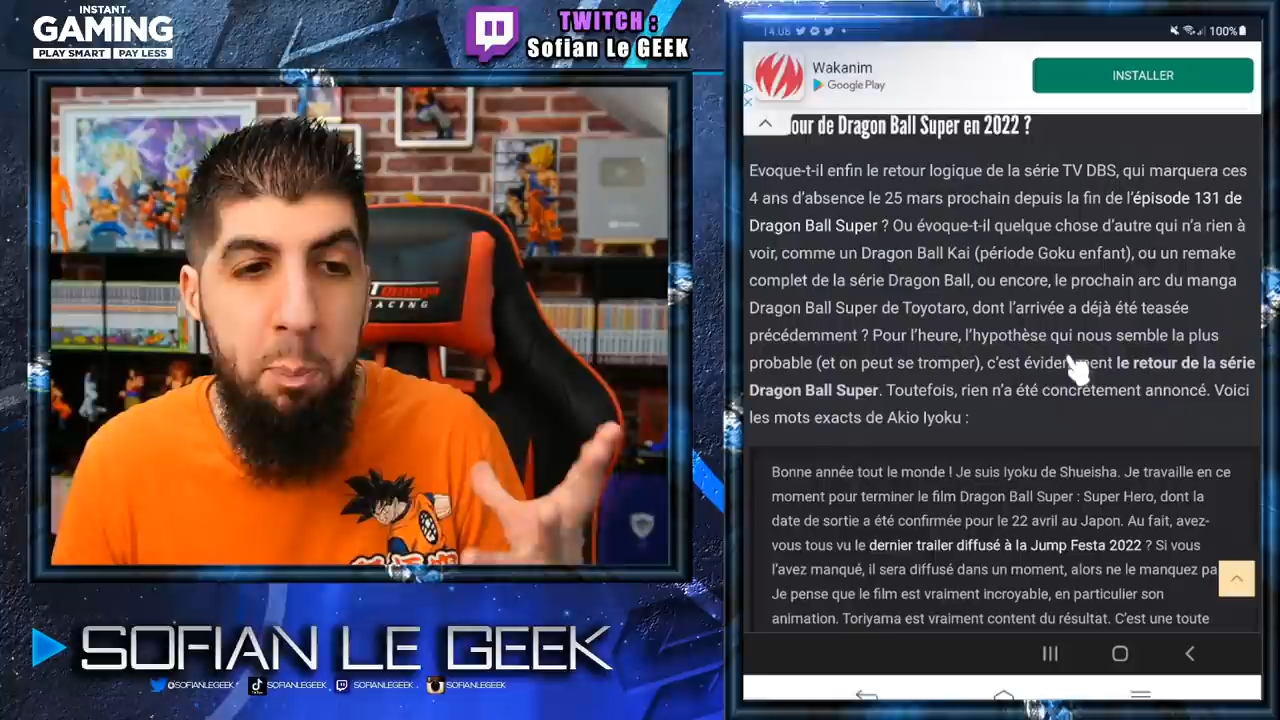 INSTANT
GAMING
PLAY SMART | PAY LESS
TWITCH :
Sofian Le GEEK
RACING
SOFIAN LE GEEK
@SOFIANLEGEEK
SOFIANLEGEEK
SOFIANLEGEEK
SOFIANLEGEEK
14:08
100%
Wakanim
Google Play
INSTALLER
our de Dragon Ball Super en 2022 ?
Evoque-t-il enfin le retour logique de la série TV DBS, qui marquera ces
4 ans d’absence le 25 mars prochain depuis la fin de l’épisode 131 de
Dragon Ball Super ? Ou évoque-t-il quelque chose d’autre qui n’a rien à
voir, comme un Dragon Ball Kai (période Goku enfant), ou un remake
complet de la série Dragon Ball, ou encore, le prochain arc du manga
Dragon Ball Super de Toyotaro, dont l’arrivée a déjà été teasée
précédemment ? Pour l’heure, l’hypothèse qui nous semble la plus
probable (et on peut se tromper), c’est évidemment le retour de la série
Dragon Ball Super. Toutefois, rien n’a été concrètement annoncé. Voici
les mots exacts de Akio Iyoku :
Bonne année tout le monde ! Je suis Iyoku de Shueisha. Je travaille en ce
moment pour terminer le film Dragon Ball Super : Super Hero, dont la
date de sortie a été confirmée pour le 22 avril au Japon. Au fait, avez-
vous tous vu le dernier trailer diffusé à la Jump Festa 2022 ? Si vous
l’avez manqué, il sera diffusé dans un moment, alors ne le manquez pa
Je pense que le film est vraiment incroyable, en particulier son
animation. Toriyama est vraiment content du résultat. C’est une toute